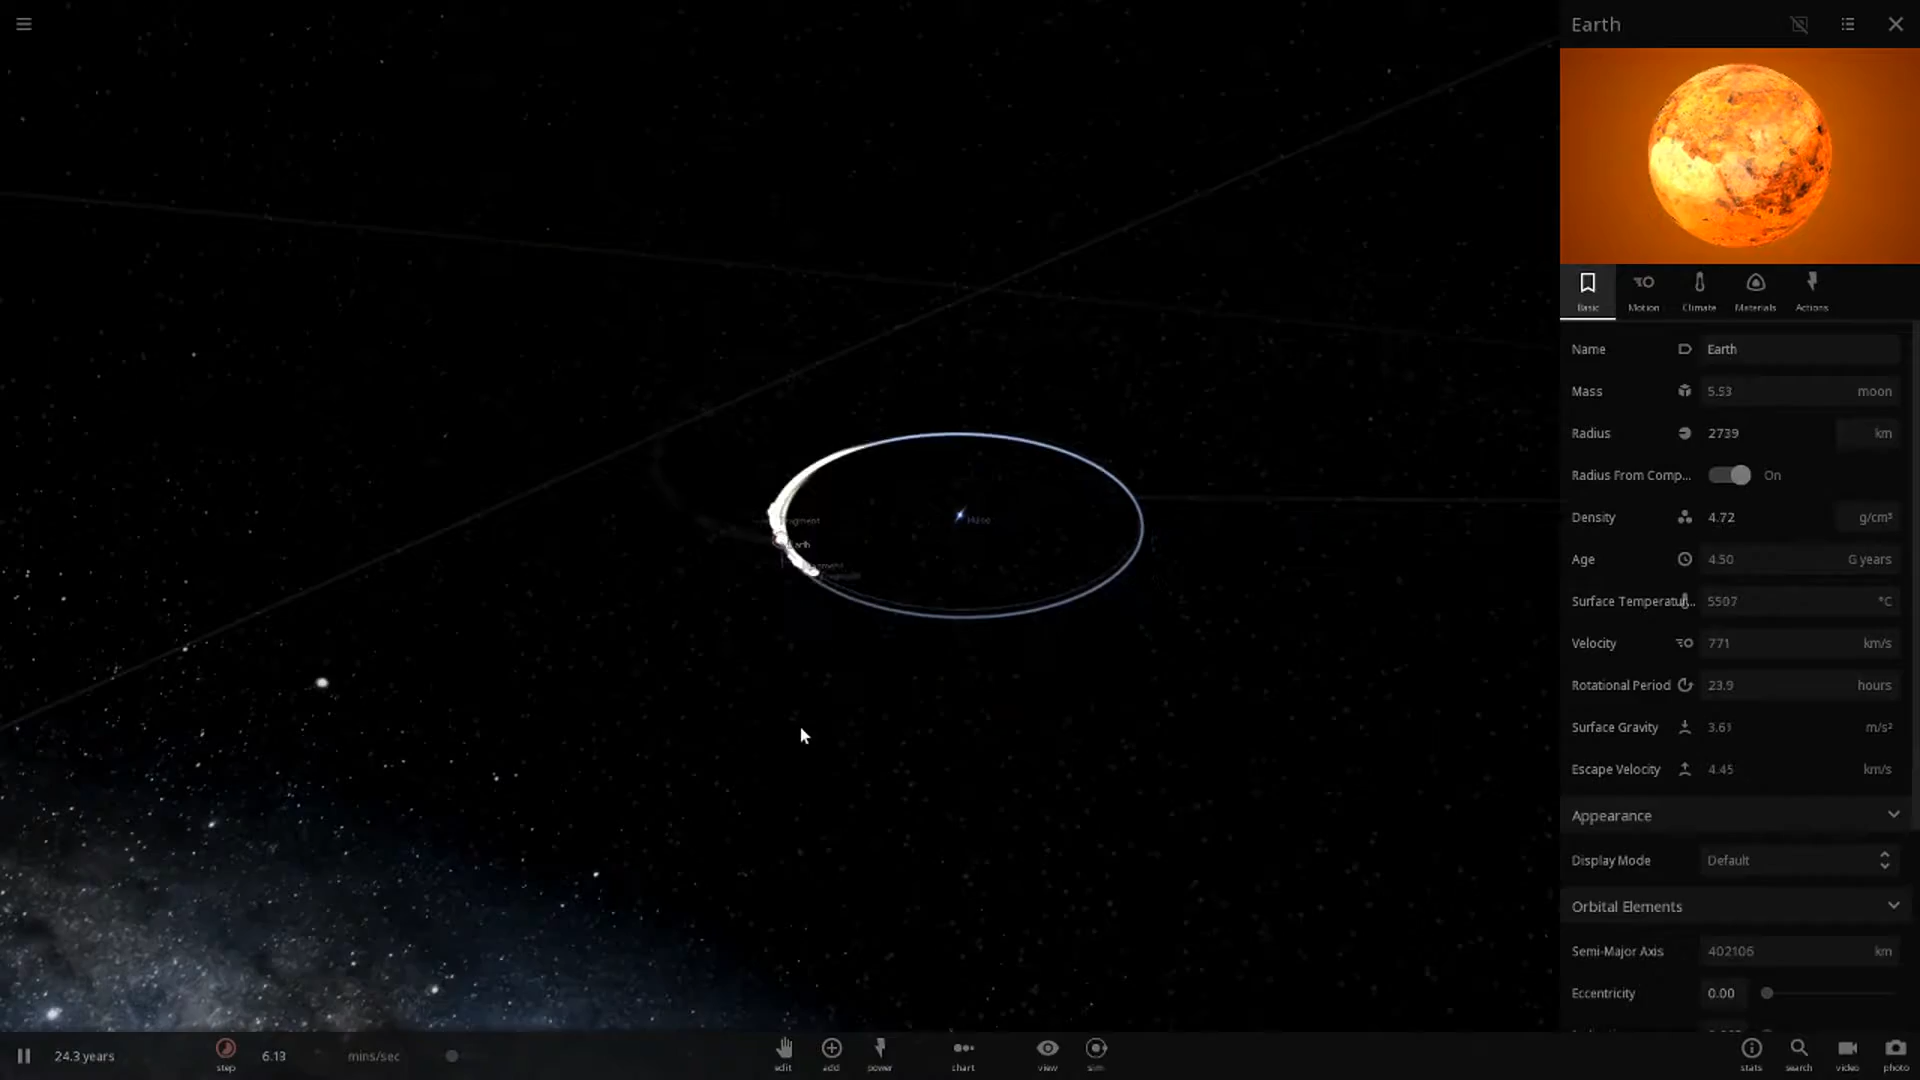 Earth
Basic Motion Climate Materials Actions
Name Earth
Mass 5.53 moon
Radius 2739 km
Radius From Comp... On
Density 4.72 g/cm³
Age 4.50 G years
Surface Temperatur... 5507 °C
Velocity 771 km/s
Rotational Period 23.9 hours
Surface Gravity 3.61 m/s²
Escape Velocity 4.45 km/s
Appearance
Display Mode Default
Orbital Elements
Semi-Major Axis 402106 km
Eccentricity 0.00
Fragment
Earth
24.3 years
step
6.13 mins/sec
edit add power chart view sim
stats search video photo